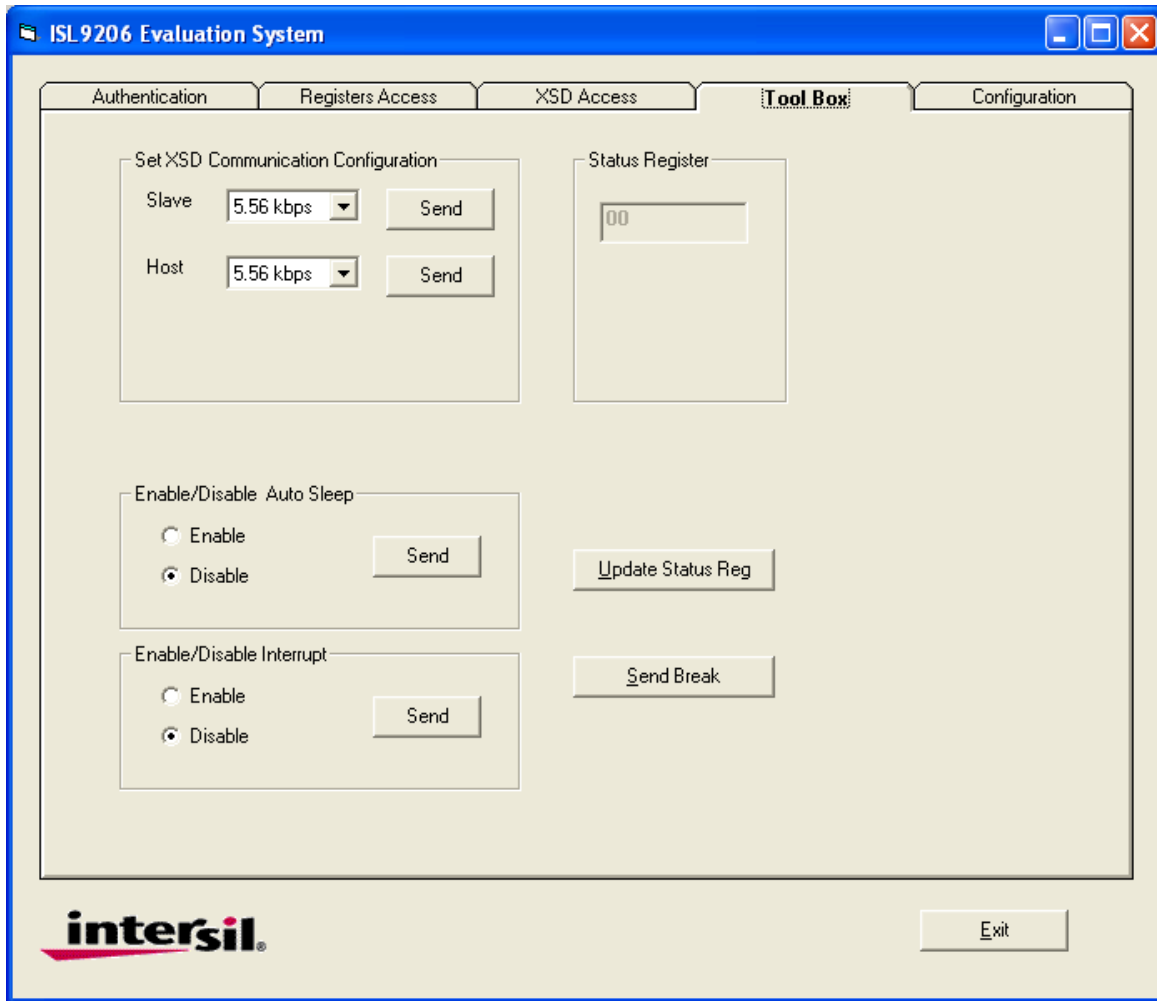 ISL9206 Evaluation System
Authentication
Registers Access
XSD Access
Tool Box
Configuration
Set XSD Communication Configuration
Slave
5.56 kbps
Send
Host
5.56 kbps
Send
Status Register
00
Enable/Disable Auto Sleep
Enable
Disable
Send
Update Status Reg
Enable/Disable Interrupt
Enable
Disable
Send
Send Break
intersil®
Exit